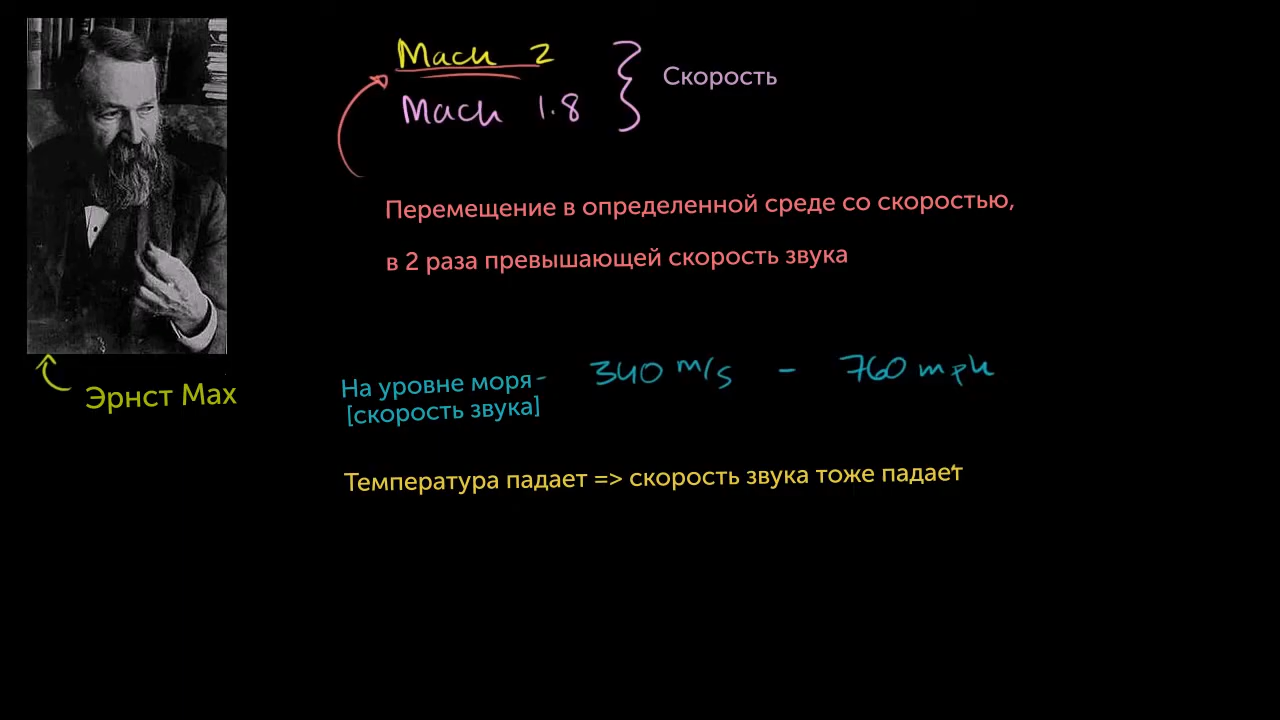 Mach 2
Mach 1.8
Скорость
Перемещение в определенной среде со скоростью,
в 2 раза превышающей скорость звука
Эрнст Мах
На уровне моря - 340 m/s - 760 mph
[скорость звука]
Температура падает => скорость звука тоже падает